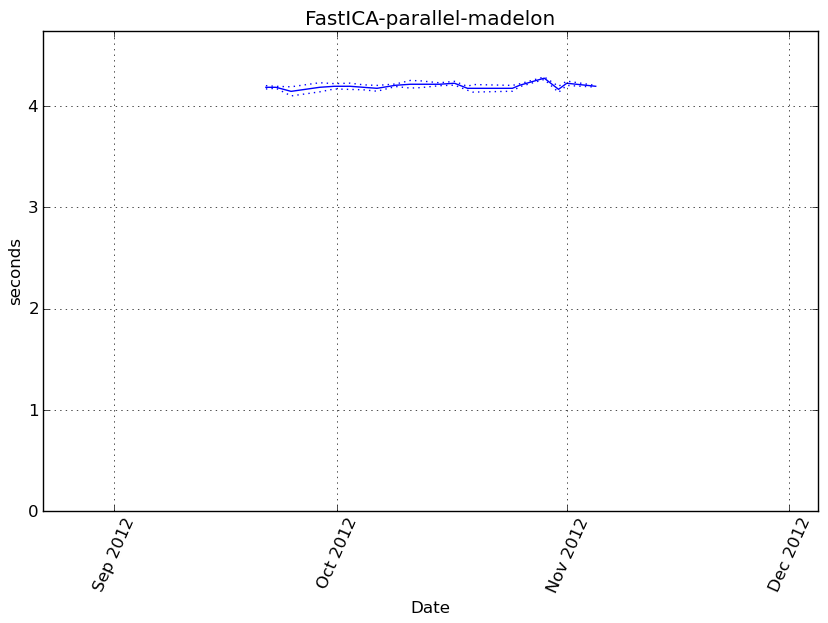 FastICA-parallel-madelon
seconds
4
3
2
1
0
Sep 2012
Oct 2012
Nov 2012
Dec 2012
Date